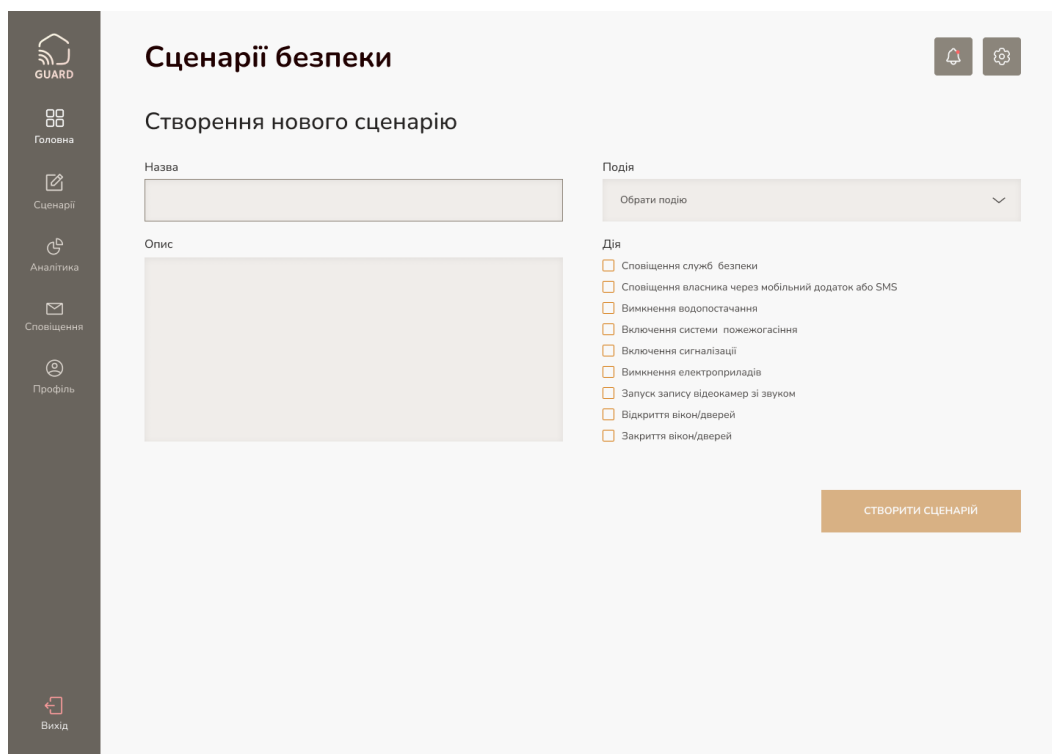 GUARD
Головна
Сценарії
Аналітика
Сповіщення
Профіль
Вихід
Сценарії безпеки
Створення нового сценарію
Назва
Опис
Подія
Обрати подію
Дія
Сповіщення служб безпеки
Сповіщення власника через мобільний додаток або SMS
Вимкнення водопостачання
Включення системи пожежогасіння
Включення сигналізації
Вимкнення електроприладів
Запуск запису відеокамер зі звуком
Відкриття вікон/дверей
Закриття вікон/дверей
СТВОРИТИ СЦЕНАРІЙ